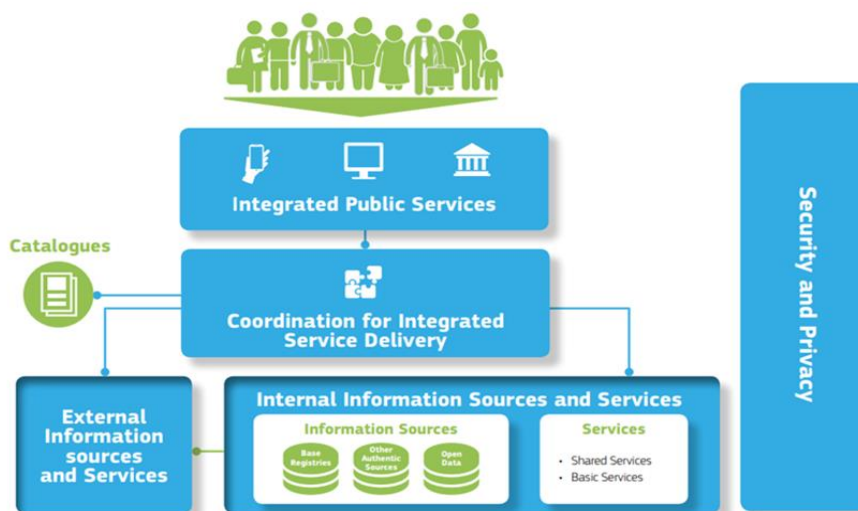 Integrated Public Services
Catalogues
Coordination for Integrated
Service Delivery
External
Information
sources
and Services
Internal Information Sources and Services
Information Sources
Base
Registries
Other
Authentic
Sources
Open
Data
Services
• Shared Services
• Basic Services
Security and Privacy